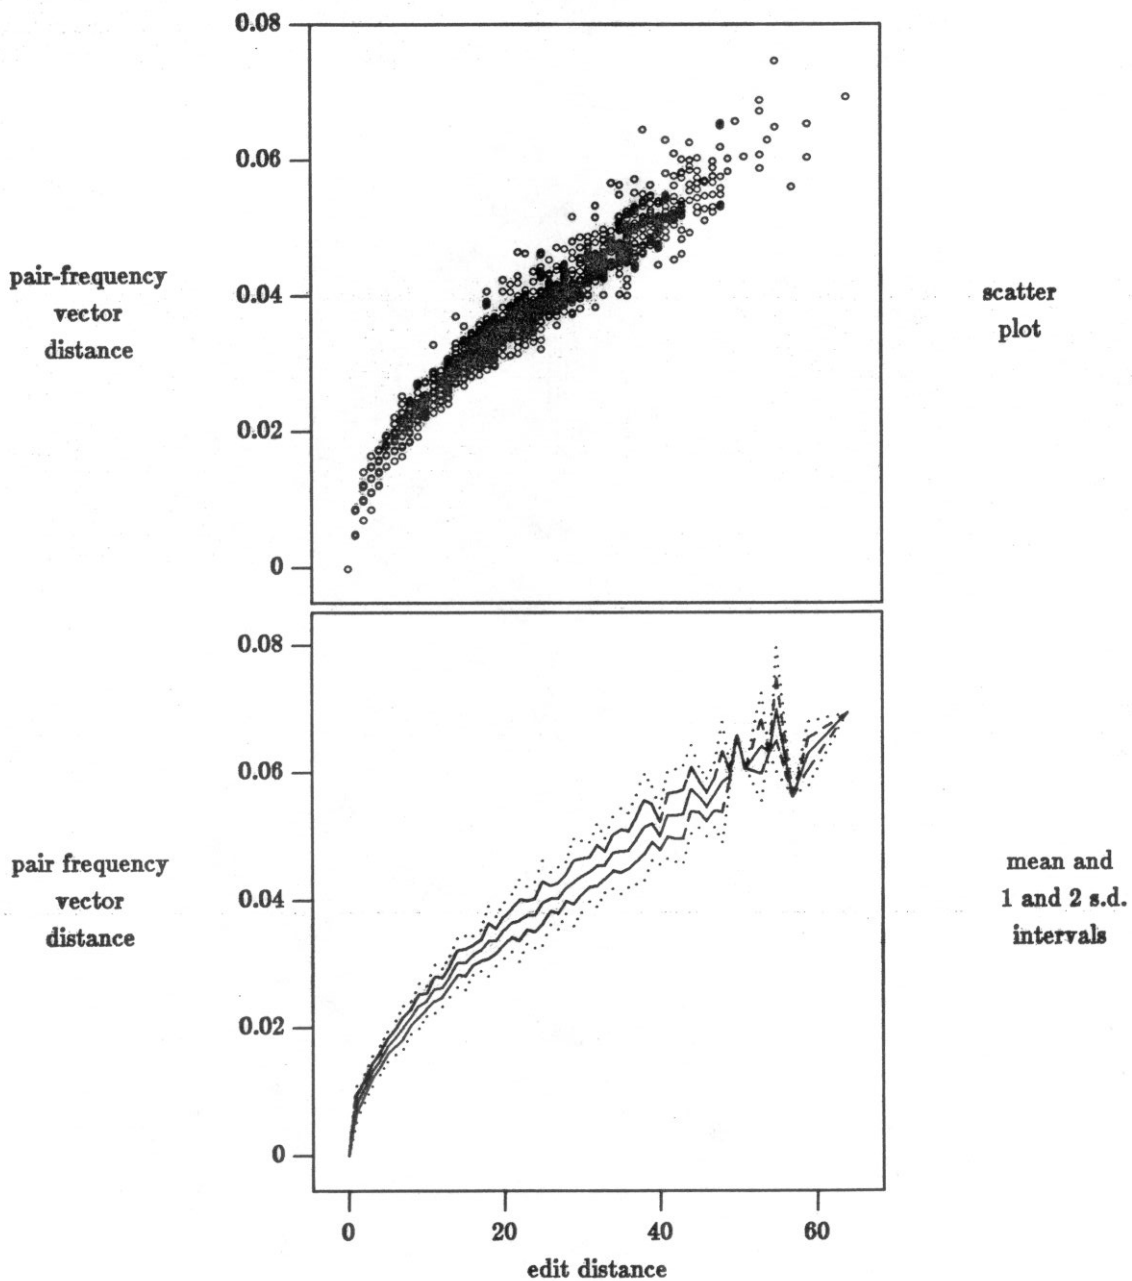 0.08
0.06
pair-frequency
vector
distance
0.04
scatter
plot
0.02
0
0.08
0.06
pair frequency
vector
distance
0.04
mean and
1 and 2 s.d.
intervals
0.02
0
0 20 40 60
edit distance